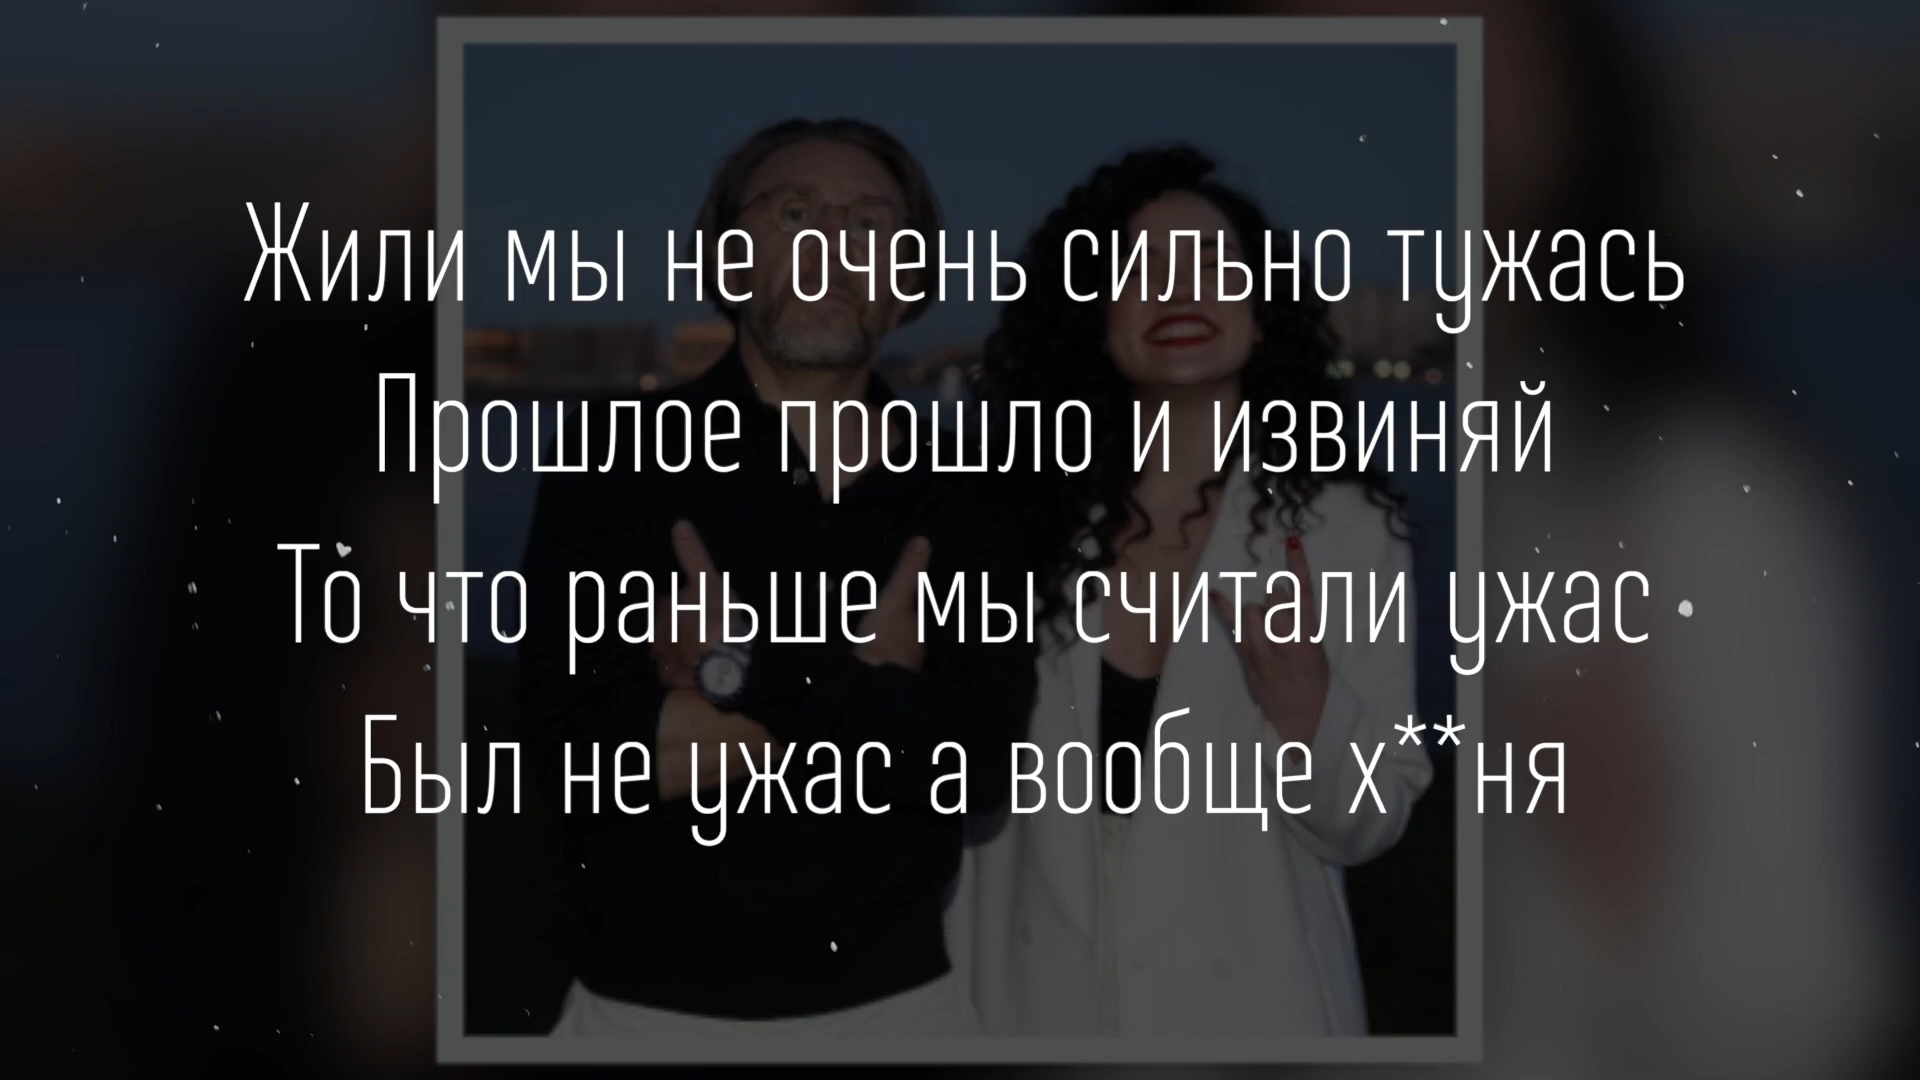 Жили мы не очень сильно тужась
Прошлое прошло и извиняй
То что раньше мы считали ужас
Был не ужас а вообще х**ня